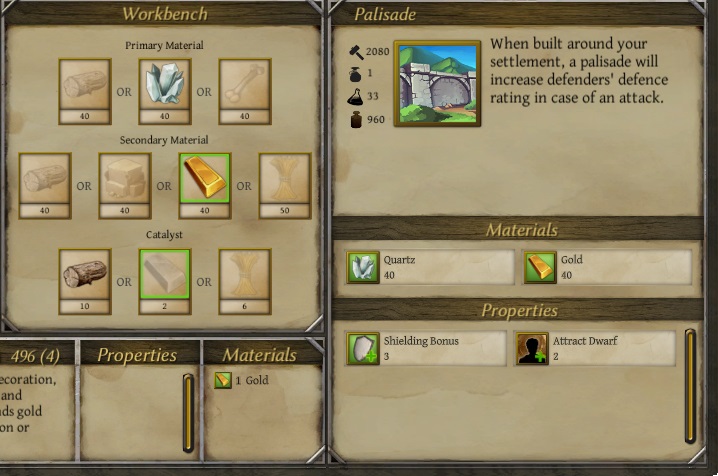 Workbench
Primary Material
OR
OR
40
40
40
Secondary Material
OR
OR
OR
40
40
40
50
Catalyst
OR
OR
10
2
6
496 (4)
Properties
Materials
ecoration,
and
nds gold
on or
1 Gold
Palisade
2080
1
33
960
When built around your
settlement, a palisade will
increase defenders' defence
rating in case of an attack.
Materials
Quartz
40
Gold
40
Properties
Shielding Bonus
3
Attract Dwarf
2